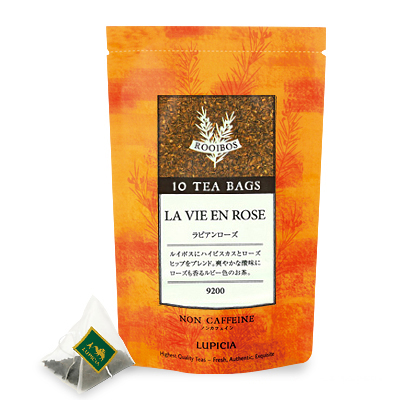 ROOIBOS
10 TEA BAGS
LA VIE EN ROSE
ラビアンローズ
ルイボスにハイビスカスとローズ
ヒップをブレンド。爽やかな酸味に
ローズも香るルビー色のお茶。
9200
NON CAFFEINE
ノンカフェイン
LUPICIA
Highest Quality Teas – Fresh, Authentic, Exquisite
LUPICIA